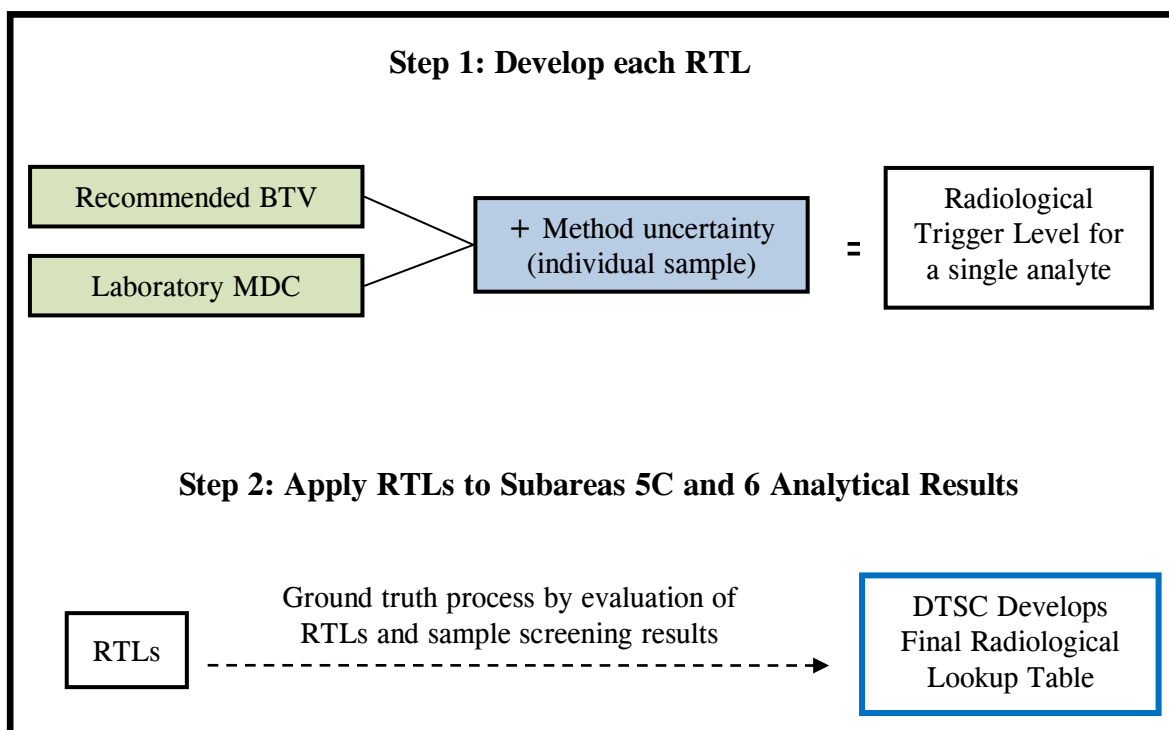 Step 1: Develop each RTL
Recommended BTV
Laboratory MDC
+ Method uncertainty
(individual sample)
=
Radiological
Trigger Level for
a single analyte
Step 2: Apply RTLs to Subareas 5C and 6 Analytical Results
RTLs
Ground truth process by evaluation of
RTLs and sample screening results
DTSC Develops
Final Radiological
Lookup Table